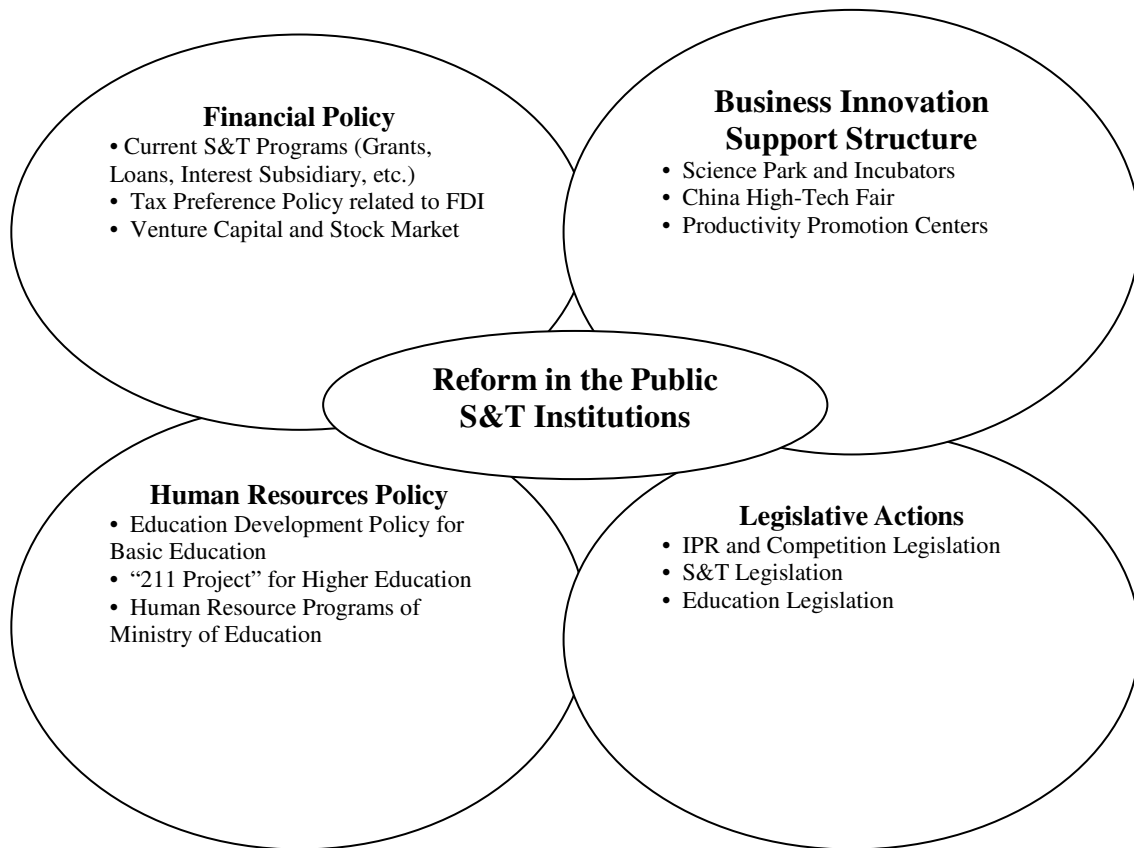 Financial Policy
• Current S&T Programs (Grants,
Loans, Interest Subsidiary, etc.)
• Tax Preference Policy related to FDI
• Venture Capital and Stock Market
Business Innovation
Support Structure
• Science Park and Incubators
• China High-Tech Fair
• Productivity Promotion Centers
Reform in the Public
S&T Institutions
Human Resources Policy
• Education Development Policy for
Basic Education
• “211 Project” for Higher Education
• Human Resource Programs of
Ministry of Education
Legislative Actions
• IPR and Competition Legislation
• S&T Legislation
• Education Legislation